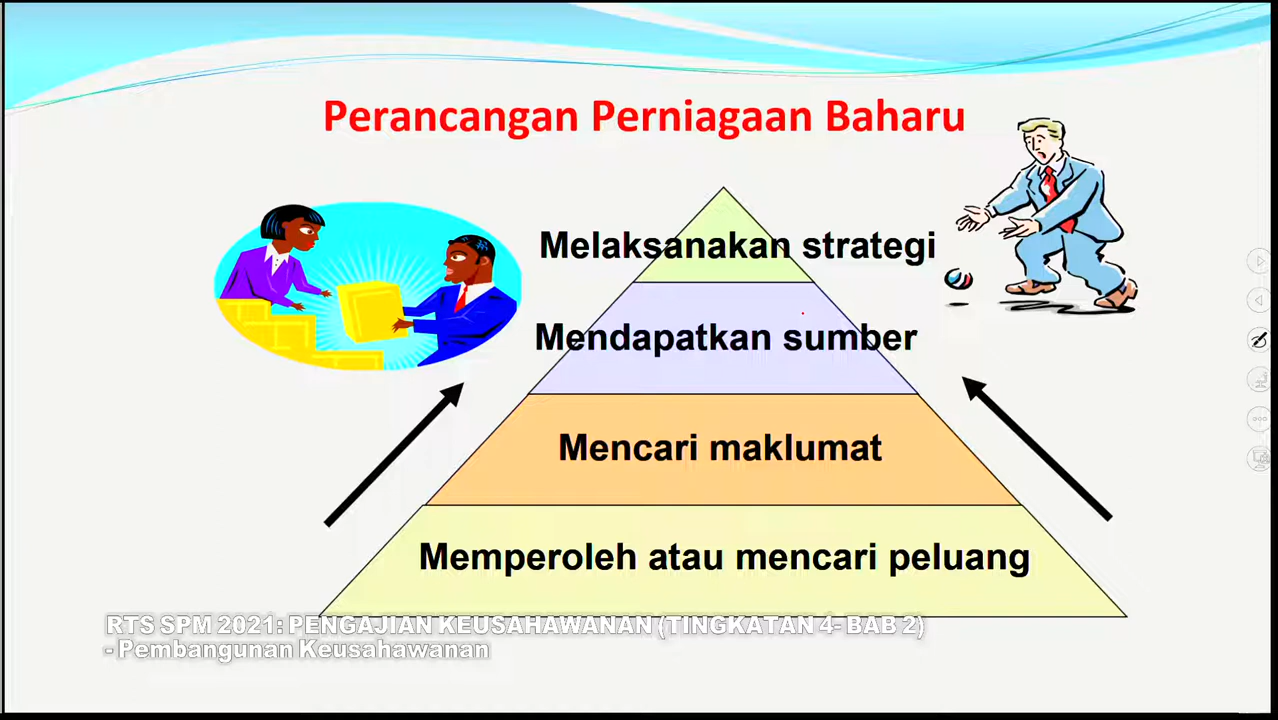 Perancangan Perniagaan Baharu
Melaksanakan strategi
Mendapatkan sumber
Mencari maklumat
Memperoleh atau mencari peluang
RTS SPM 2021: PENGAJIAN KEUSAHAWANAN (TINGKATAN 4- BAB 2)
- Pembangunan Keusahawanan